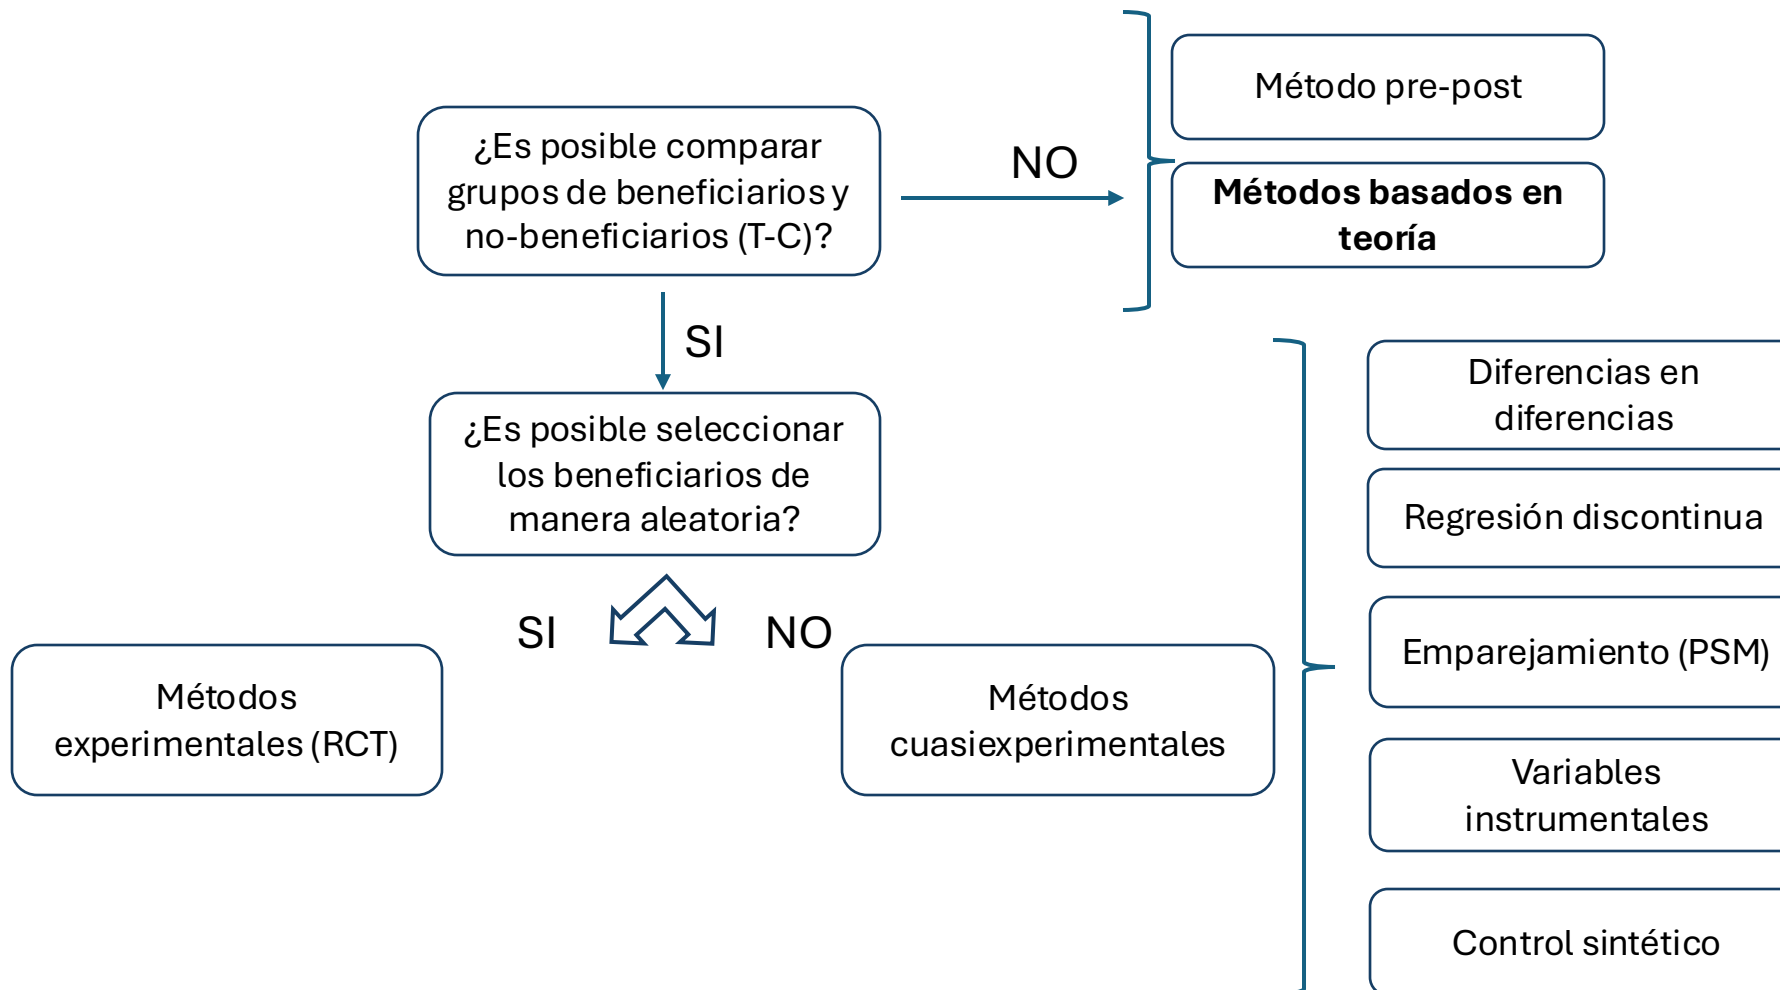 ¿Es posible comparar
grupos de beneficiarios y
no-beneficiarios (T-C)?
NO
Método pre-post
Métodos basados en
teoría
SI
¿Es posible seleccionar
los beneficiarios de
manera aleatoria?
SI
NO
Métodos
experimentales (RCT)
Métodos
cuasiexperimentales
Diferencias en
diferencias
Regresión discontinua
Emparejamiento (PSM)
Variables
instrumentales
Control sintético